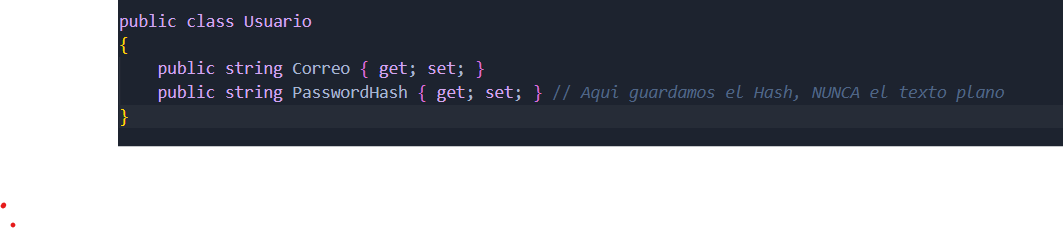 public class Usuario
{
    public string Correo { get; set; }
    public string PasswordHash { get; set; } // Aqui guardamos el Hash, NUNCA el texto plano
}